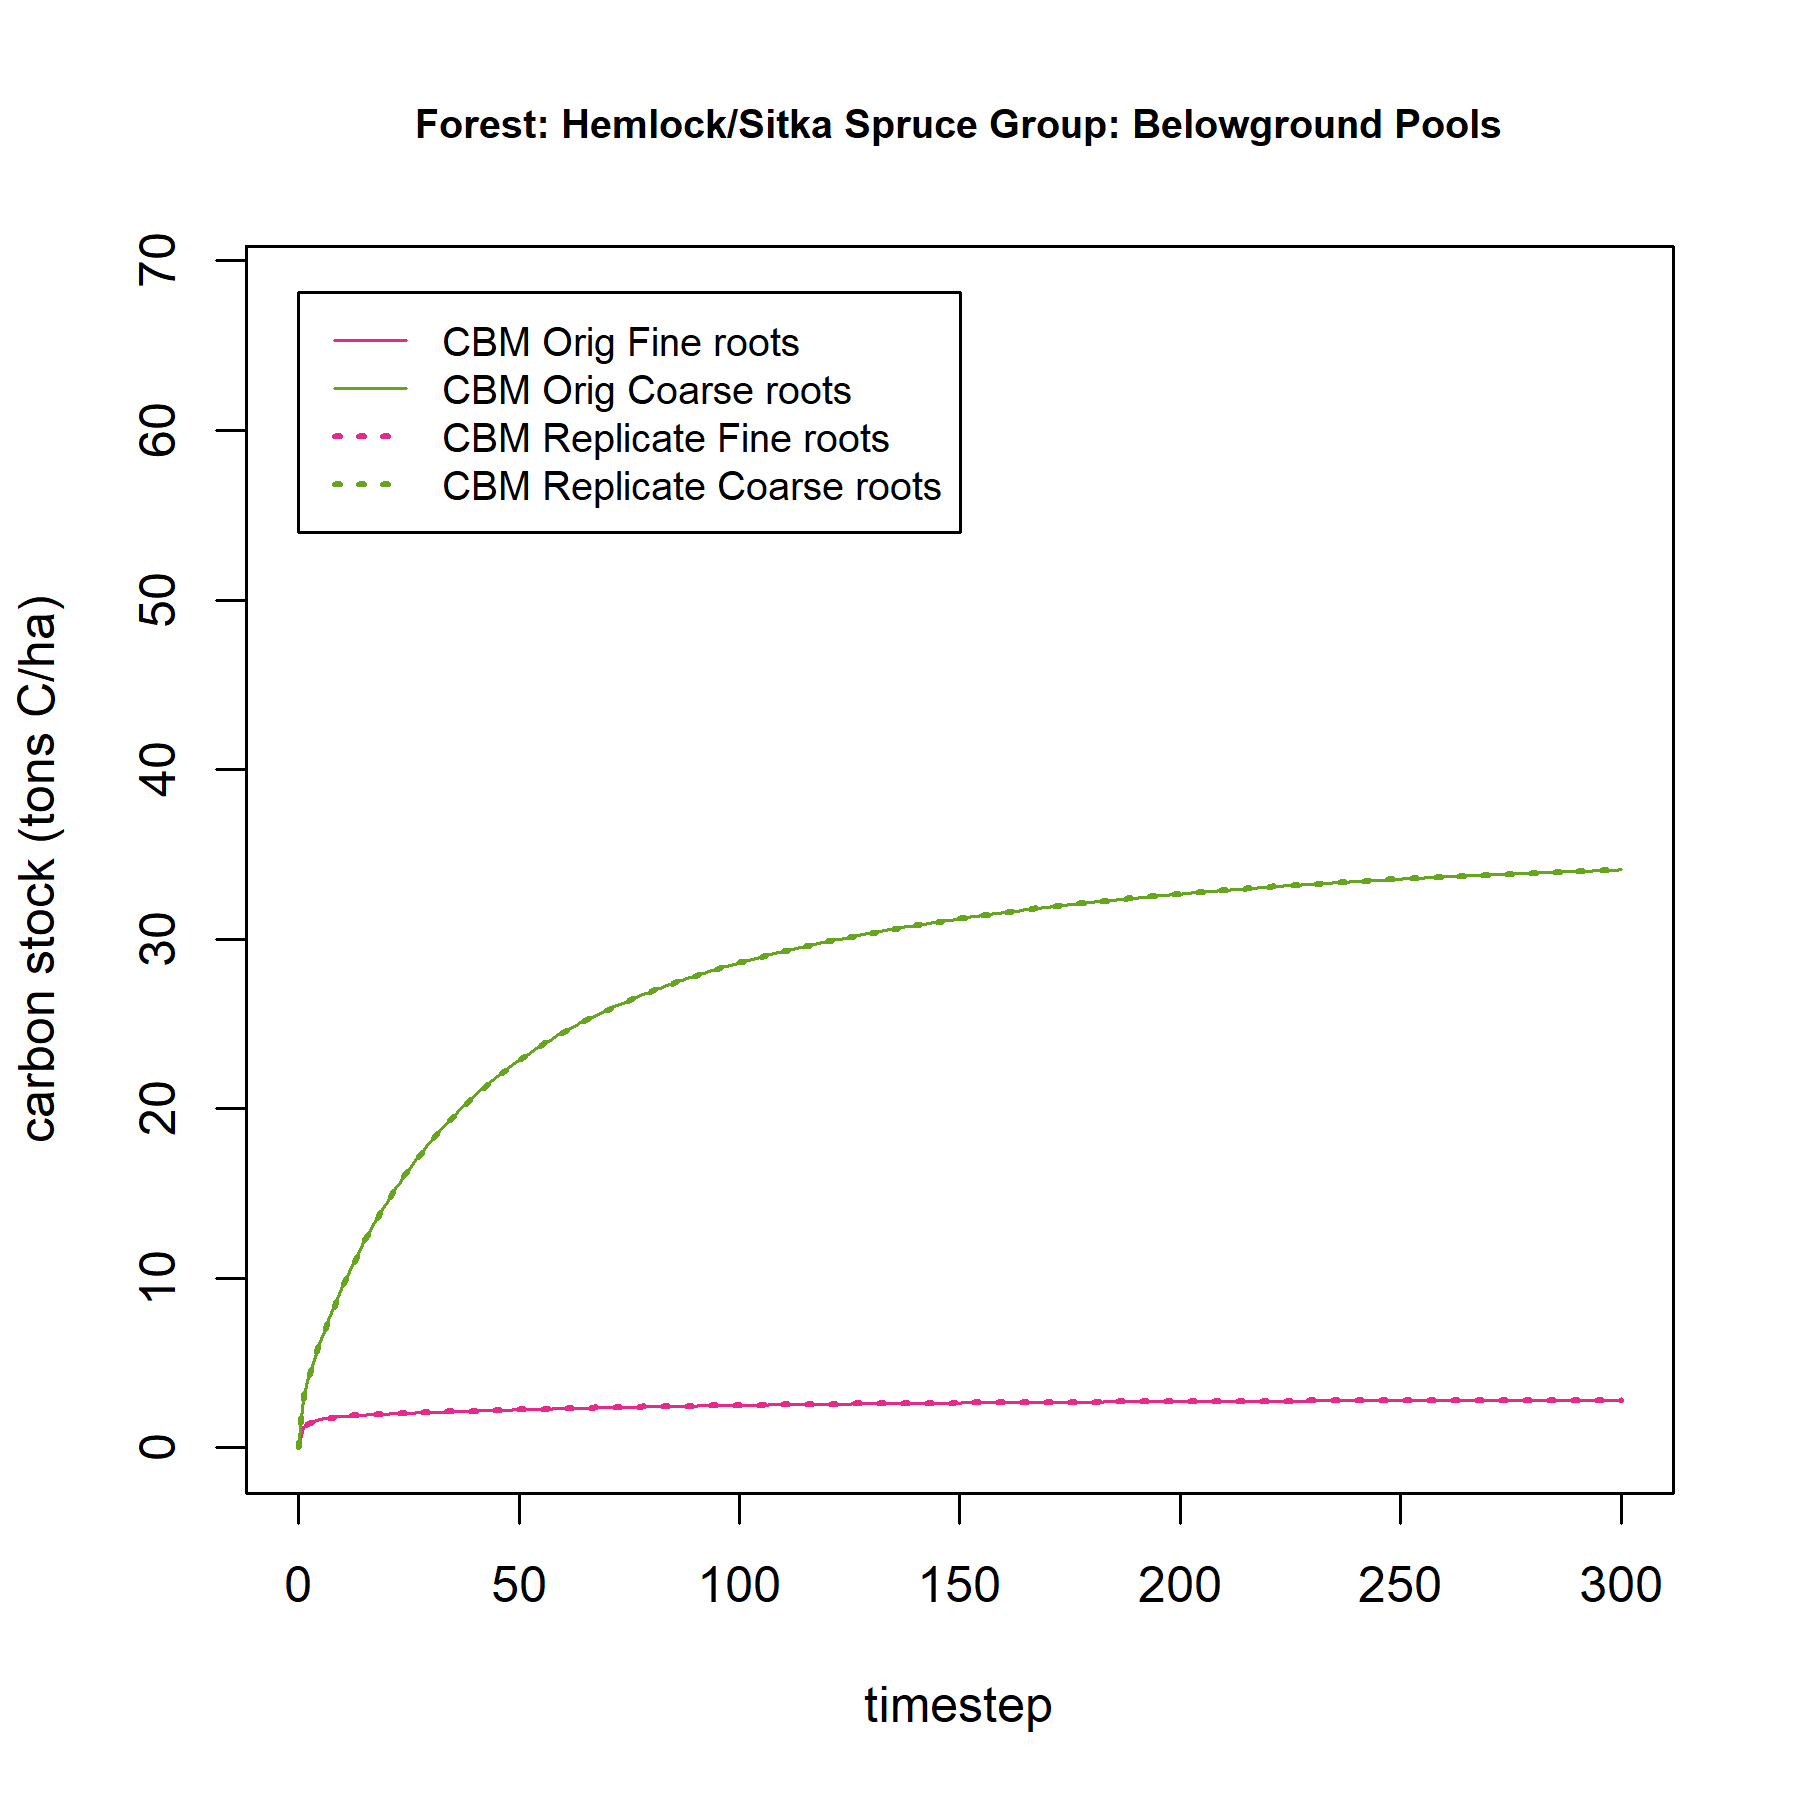 Forest: Hemlock/Sitka Spruce Group: Belowground Pools
70
60
50
40
30
20
10
0
carbon stock (tons C/ha)
CBM Orig Fine roots
CBM Orig Coarse roots
CBM Replicate Fine roots
CBM Replicate Coarse roots
0 50 100 150 200 250 300
timestep